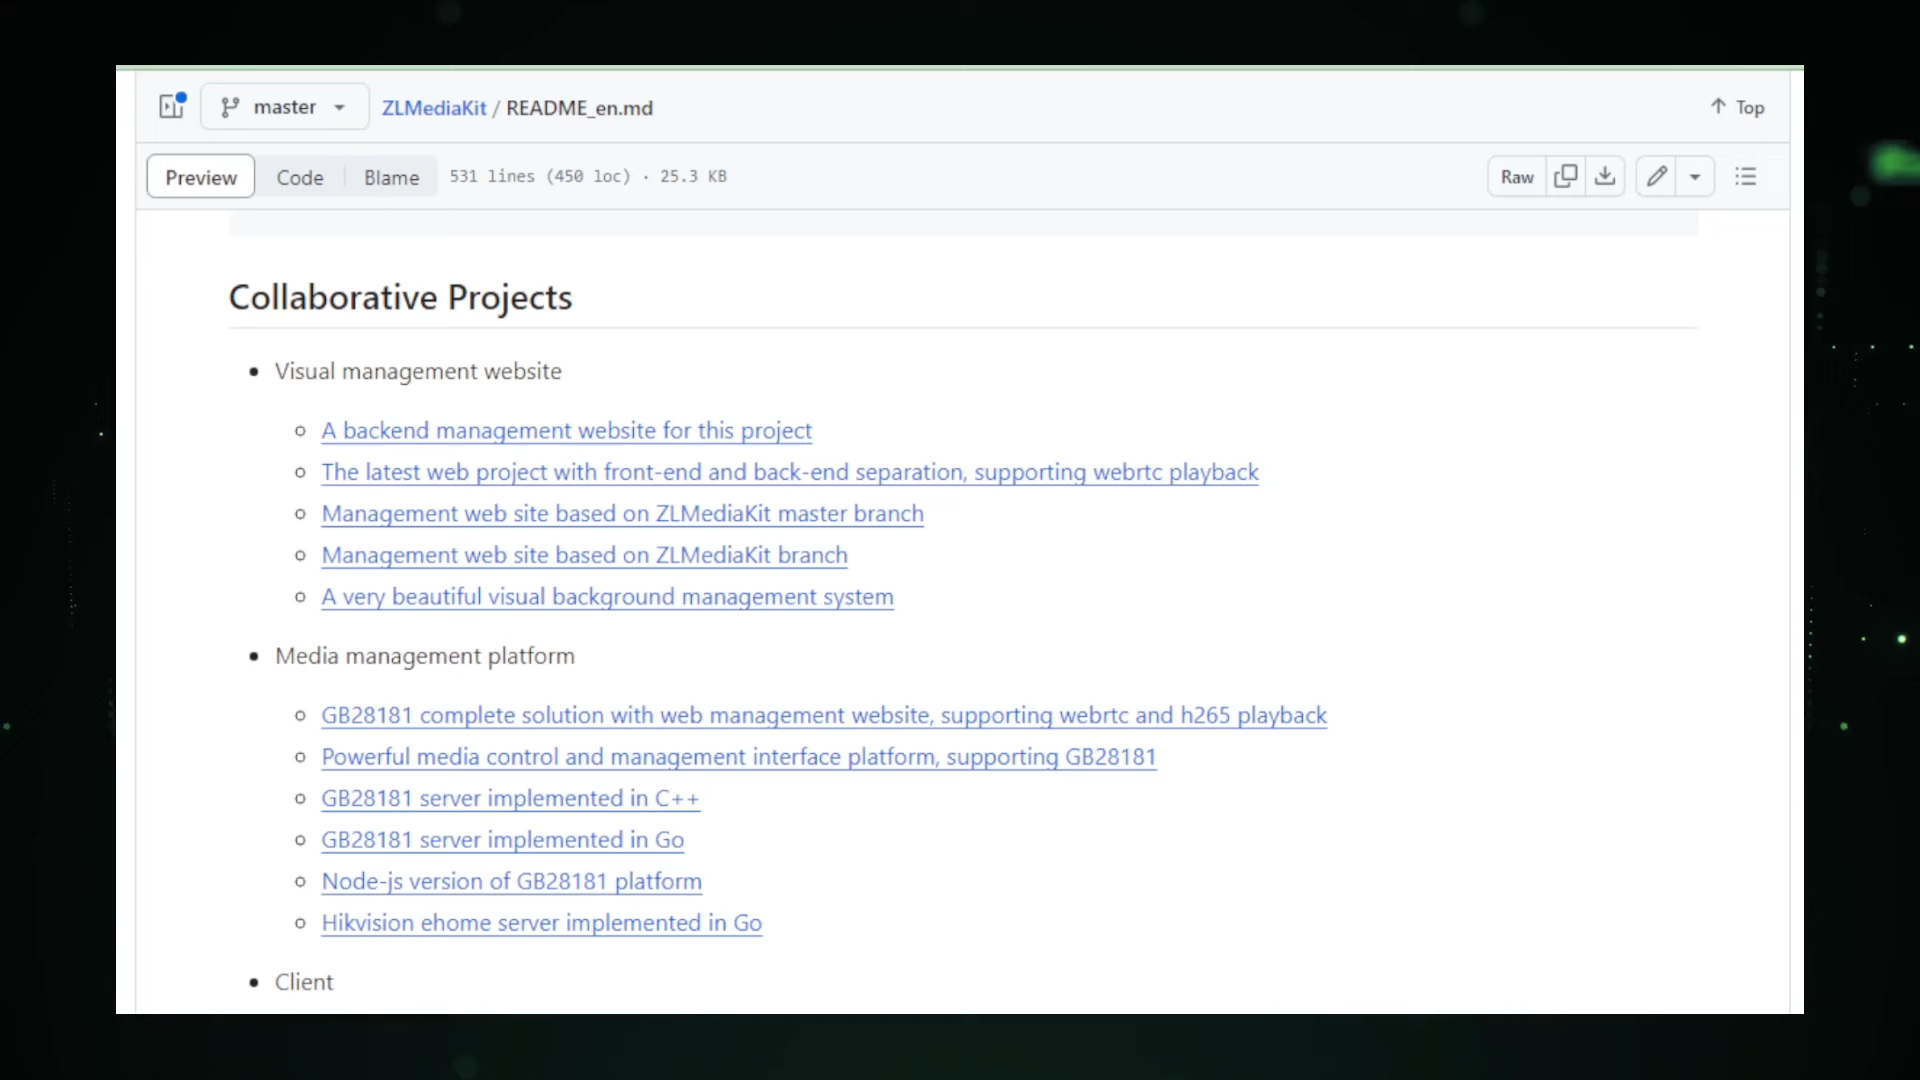 master
ZLMediaKit / README_en.md
Top
Preview
Code
Blame
531 lines (450 loc) · 25.3 KB
Raw
Collaborative Projects
Visual management website
A backend management website for this project
The latest web project with front-end and back-end separation, supporting webrtc playback
Management web site based on ZLMediaKit master branch
Management web site based on ZLMediaKit branch
A very beautiful visual background management system
Media management platform
GB28181 complete solution with web management website, supporting webrtc and h265 playback
Powerful media control and management interface platform, supporting GB28181
GB28181 server implemented in C++
GB28181 server implemented in Go
Node-js version of GB28181 platform
Hikvision ehome server implemented in Go
Client